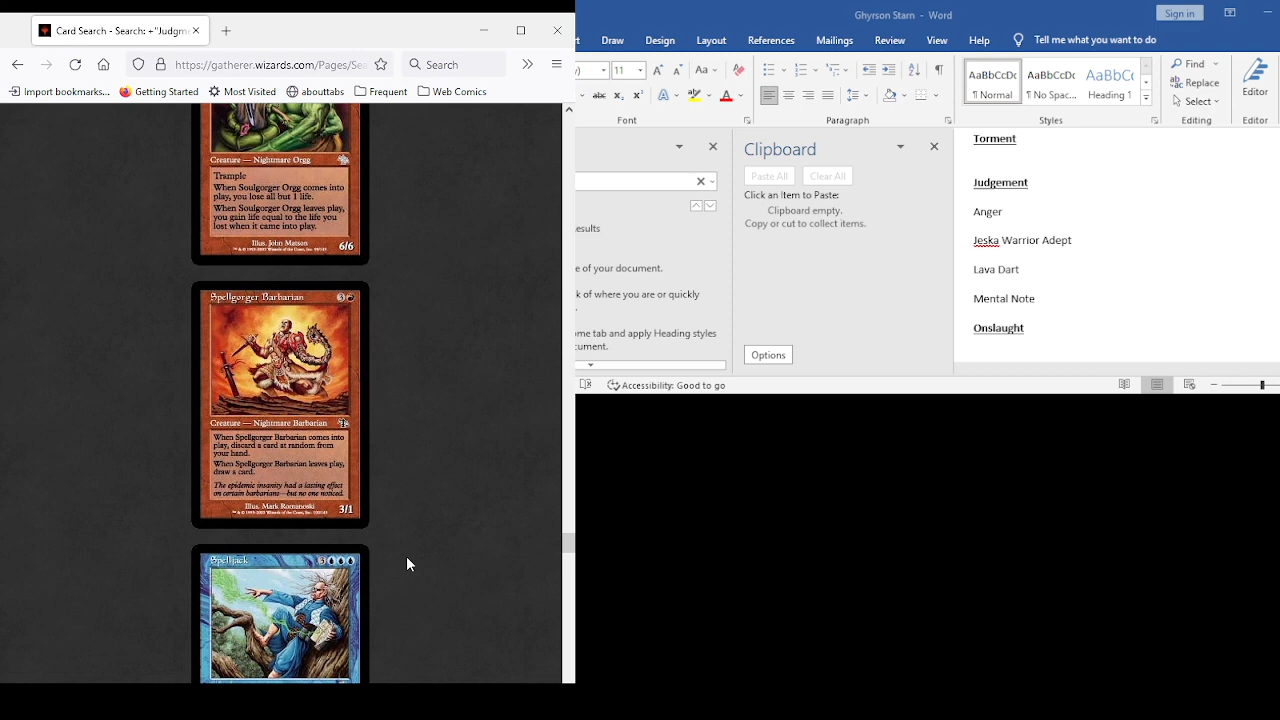 Card Search - Search: +"Judgm
Ghyrson Starn - Word
Sign in
Draw Design Layout References Mailings Review View Help Tell me what you want to do
https://gatherer.wizards.com/Pages/Sea
Search
11
Aa
AaBbCcDc AaBbCcDc AaBbCc
¶ Normal ¶ No Spac... Heading 1
Find
Replace
Select
Editor
Import bookmarks... Getting Started Most Visited abouttabs Frequent Web Comics
abc x₂ x²
Font Paragraph Styles Editing Editor
Creature — Nightmare Orgg
Trample
When Soulgorger Orgg comes into
play, you lose all but 1 life.
When Soulgorger Orgg leaves play,
you gain life equal to the life you
lost when it came into play.
Illus. John Matson
6/6
Spellgorger Barbarian
3
Creature — Nightmare Barbarian
When Spellgorger Barbarian comes into
play, discard a card at random from
your hand.
When Spellgorger Barbarian leaves play,
draw a card.
The epidemic insanity had a lasting effect
on certain barbarians—but no one noticed.
Illus. Mark Romanoski
3/1
Spelljack
3
esults
e of your document.
k of where you are or quickly
ome tab and apply Heading styles
cument.
Clipboard
Paste All Clear All
Click an Item to Paste:
Clipboard empty.
Copy or cut to collect items.
Options
Torment
Judgement
Anger
Jeska Warrior Adept
Lava Dart
Mental Note
Onslaught
Accessibility: Good to go